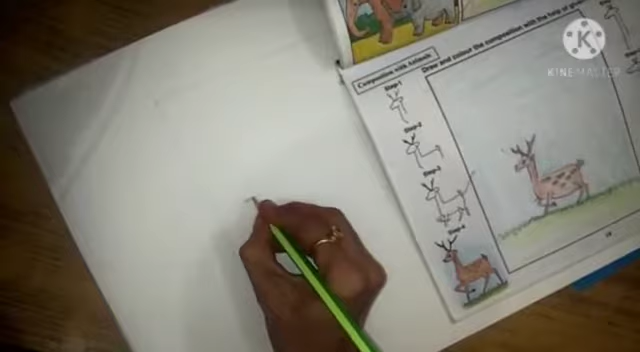 Composition with Animals
Draw and colour the composition with the help of given
Step-1
Step-2
Step-3
Step-4
KINEMASTER